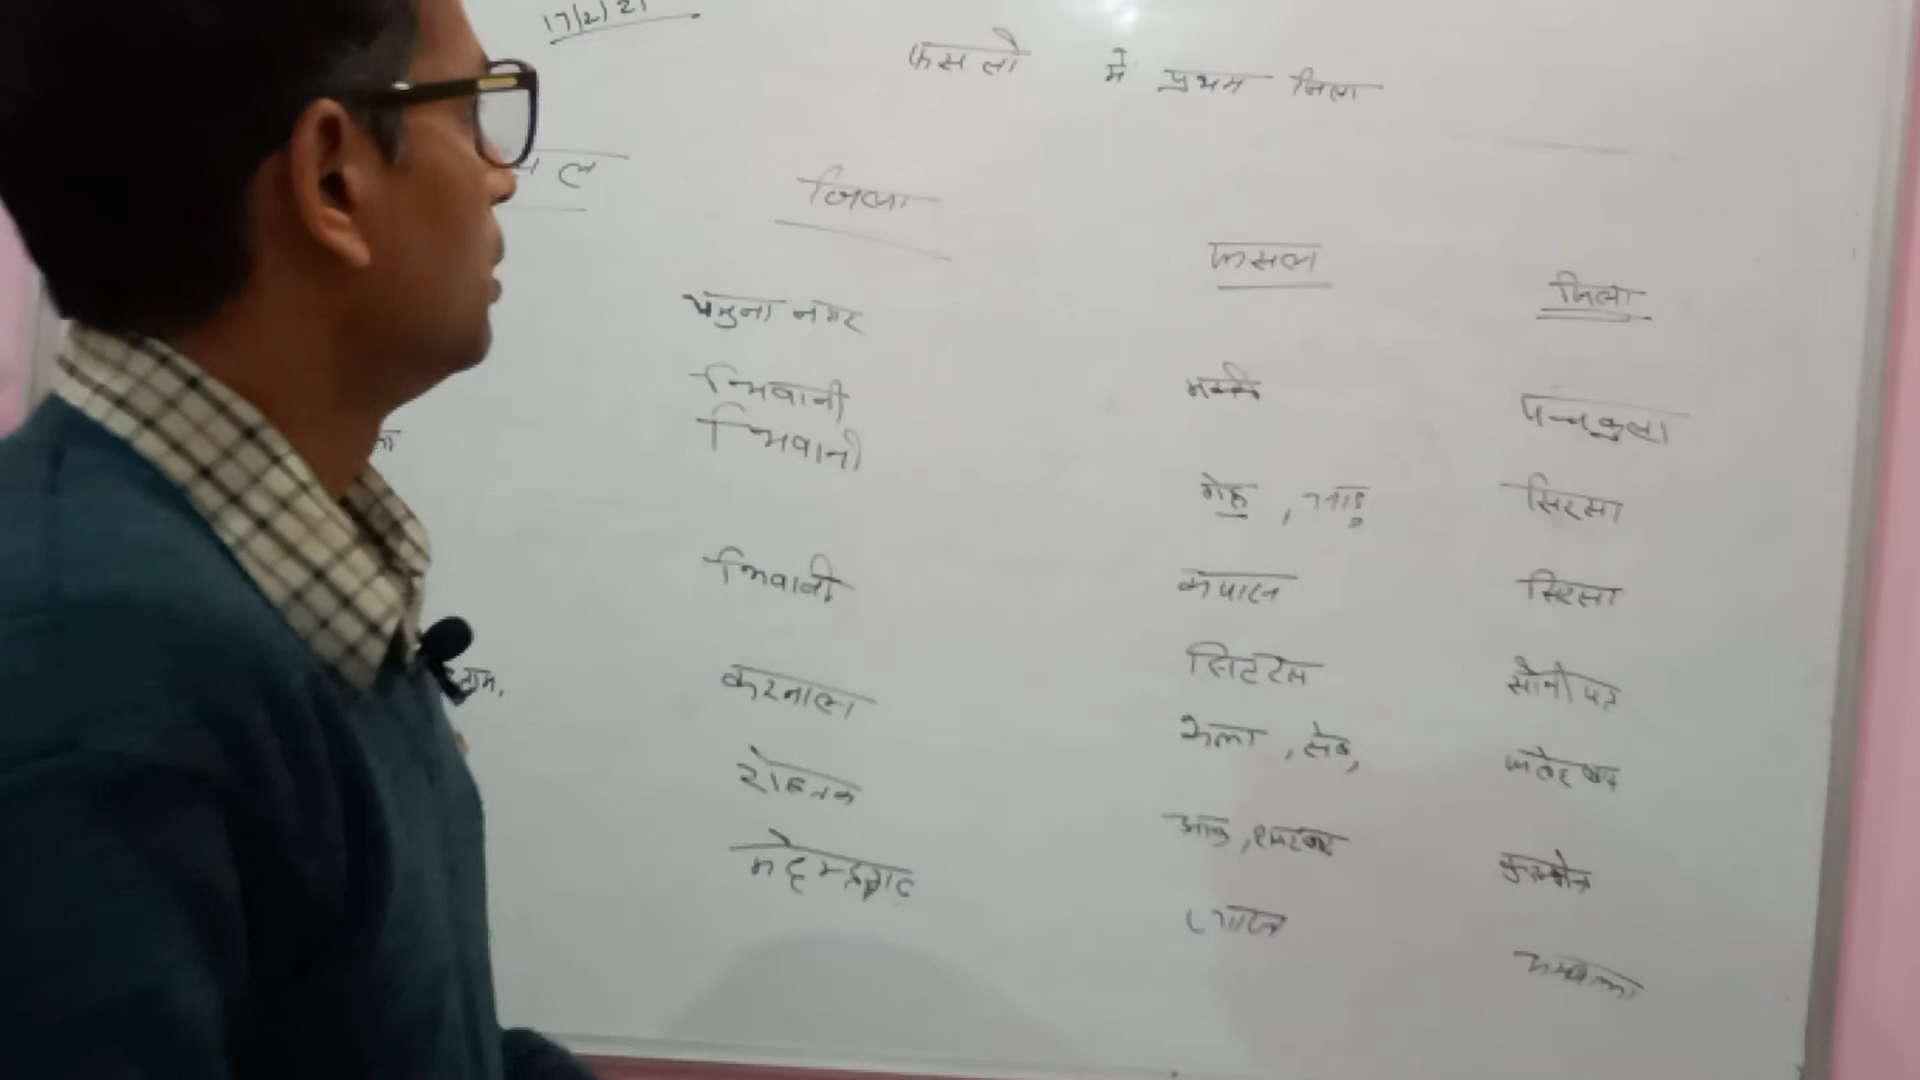 17/2/21
फसलो में प्रथम जिला
जिला
यमुना नगर
भिवानी
भिवानी
भिवानी
करनाल
रोहतक
महेन्द्रगढ़
फसल जिला
मक्के पन्चकुला
गेहू, सिरसा
कपास सिरसा
सिटरस सोनीपत
केला, सेब, फतेहबाद
आलू, कुरुक्षेत्र
प्याज अम्बाला